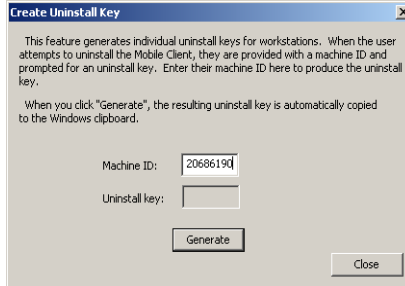 Create Uninstall Key
This feature generates individual uninstall keys for workstations. When the user
attempts to uninstall the Mobile Client, they are provided with a machine ID and
prompted for an uninstall key. Enter their machine ID here to produce the uninstall
key.
When you click "Generate", the resulting uninstall key is automatically copied
to the Windows clipboard.
Machine ID: 20686190
Uninstall key:
Generate
Close